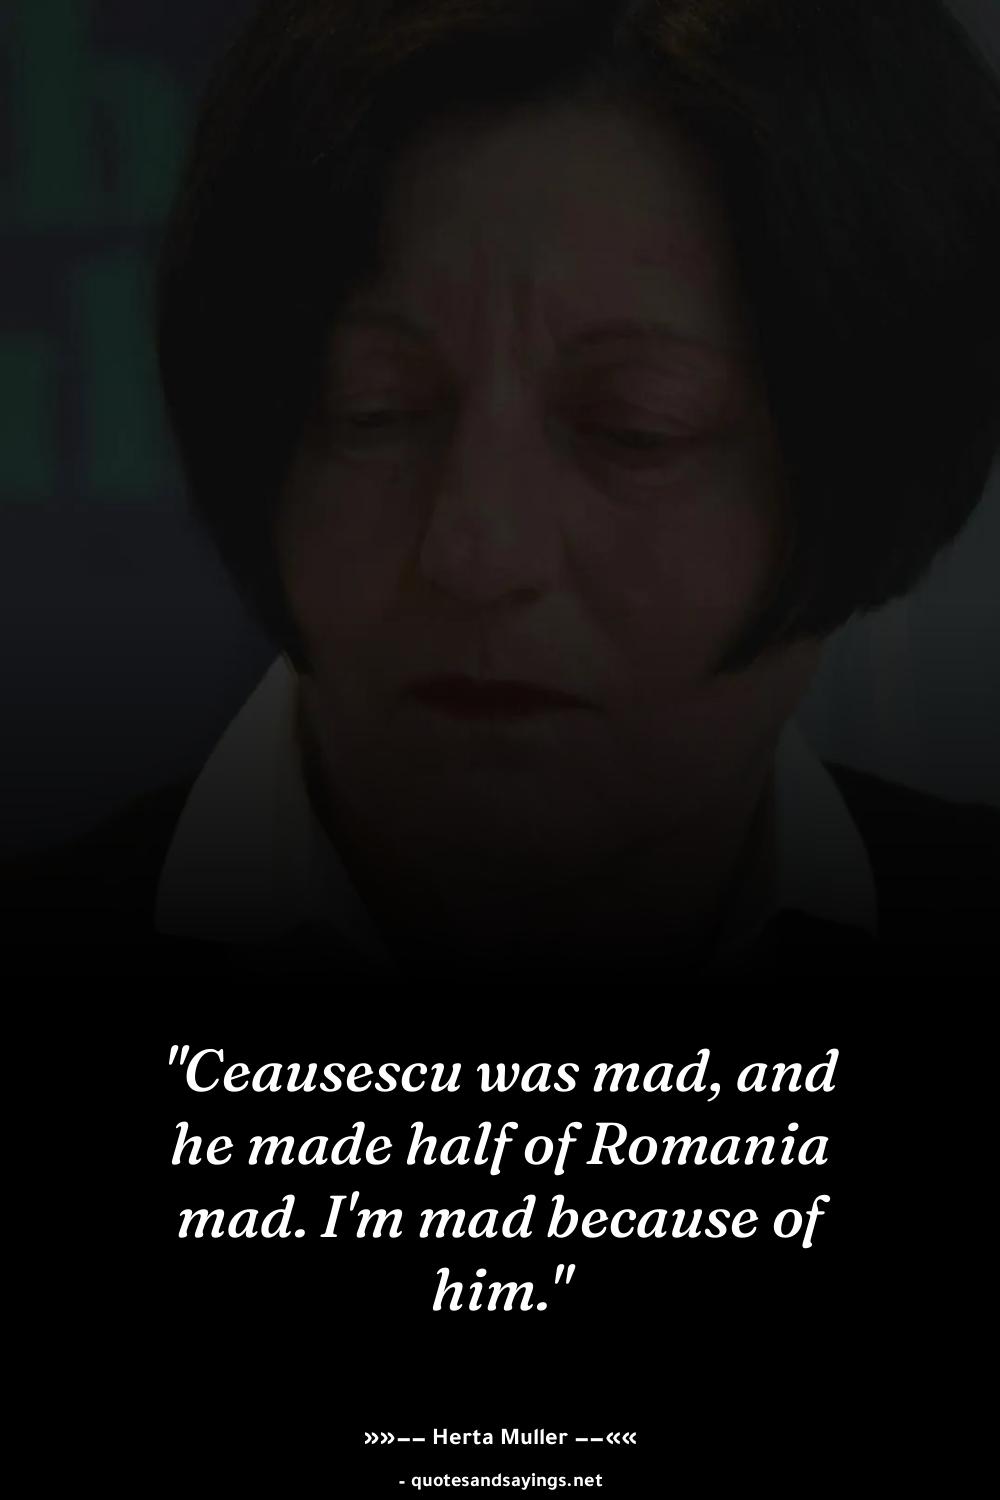 "Ceausescu was mad, and
he made half of Romania
mad. I'm mad because of
him."
»»—— Herta Muller ——««
- quotesandsayings.net